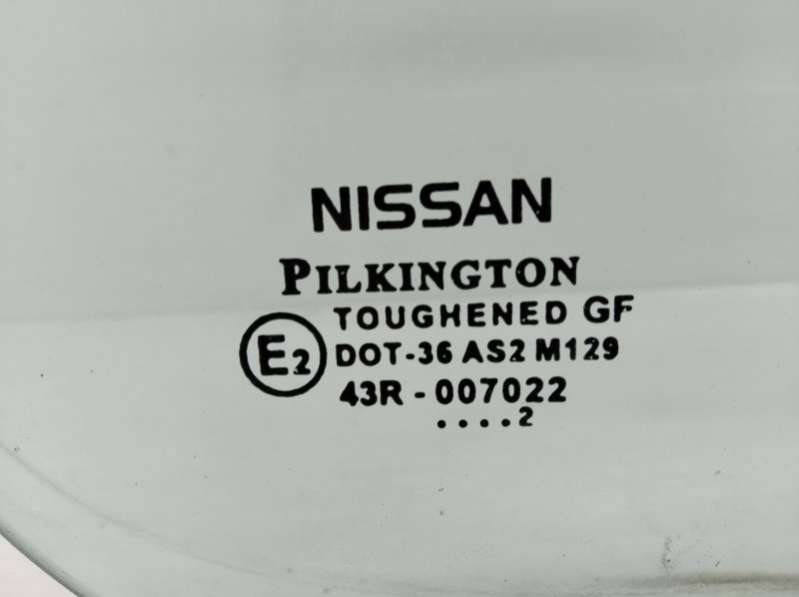 NISSAN
PILKINGTON
TOUGHENED GF
E2
DOT-36 AS2 M129
43R - 007022
....2